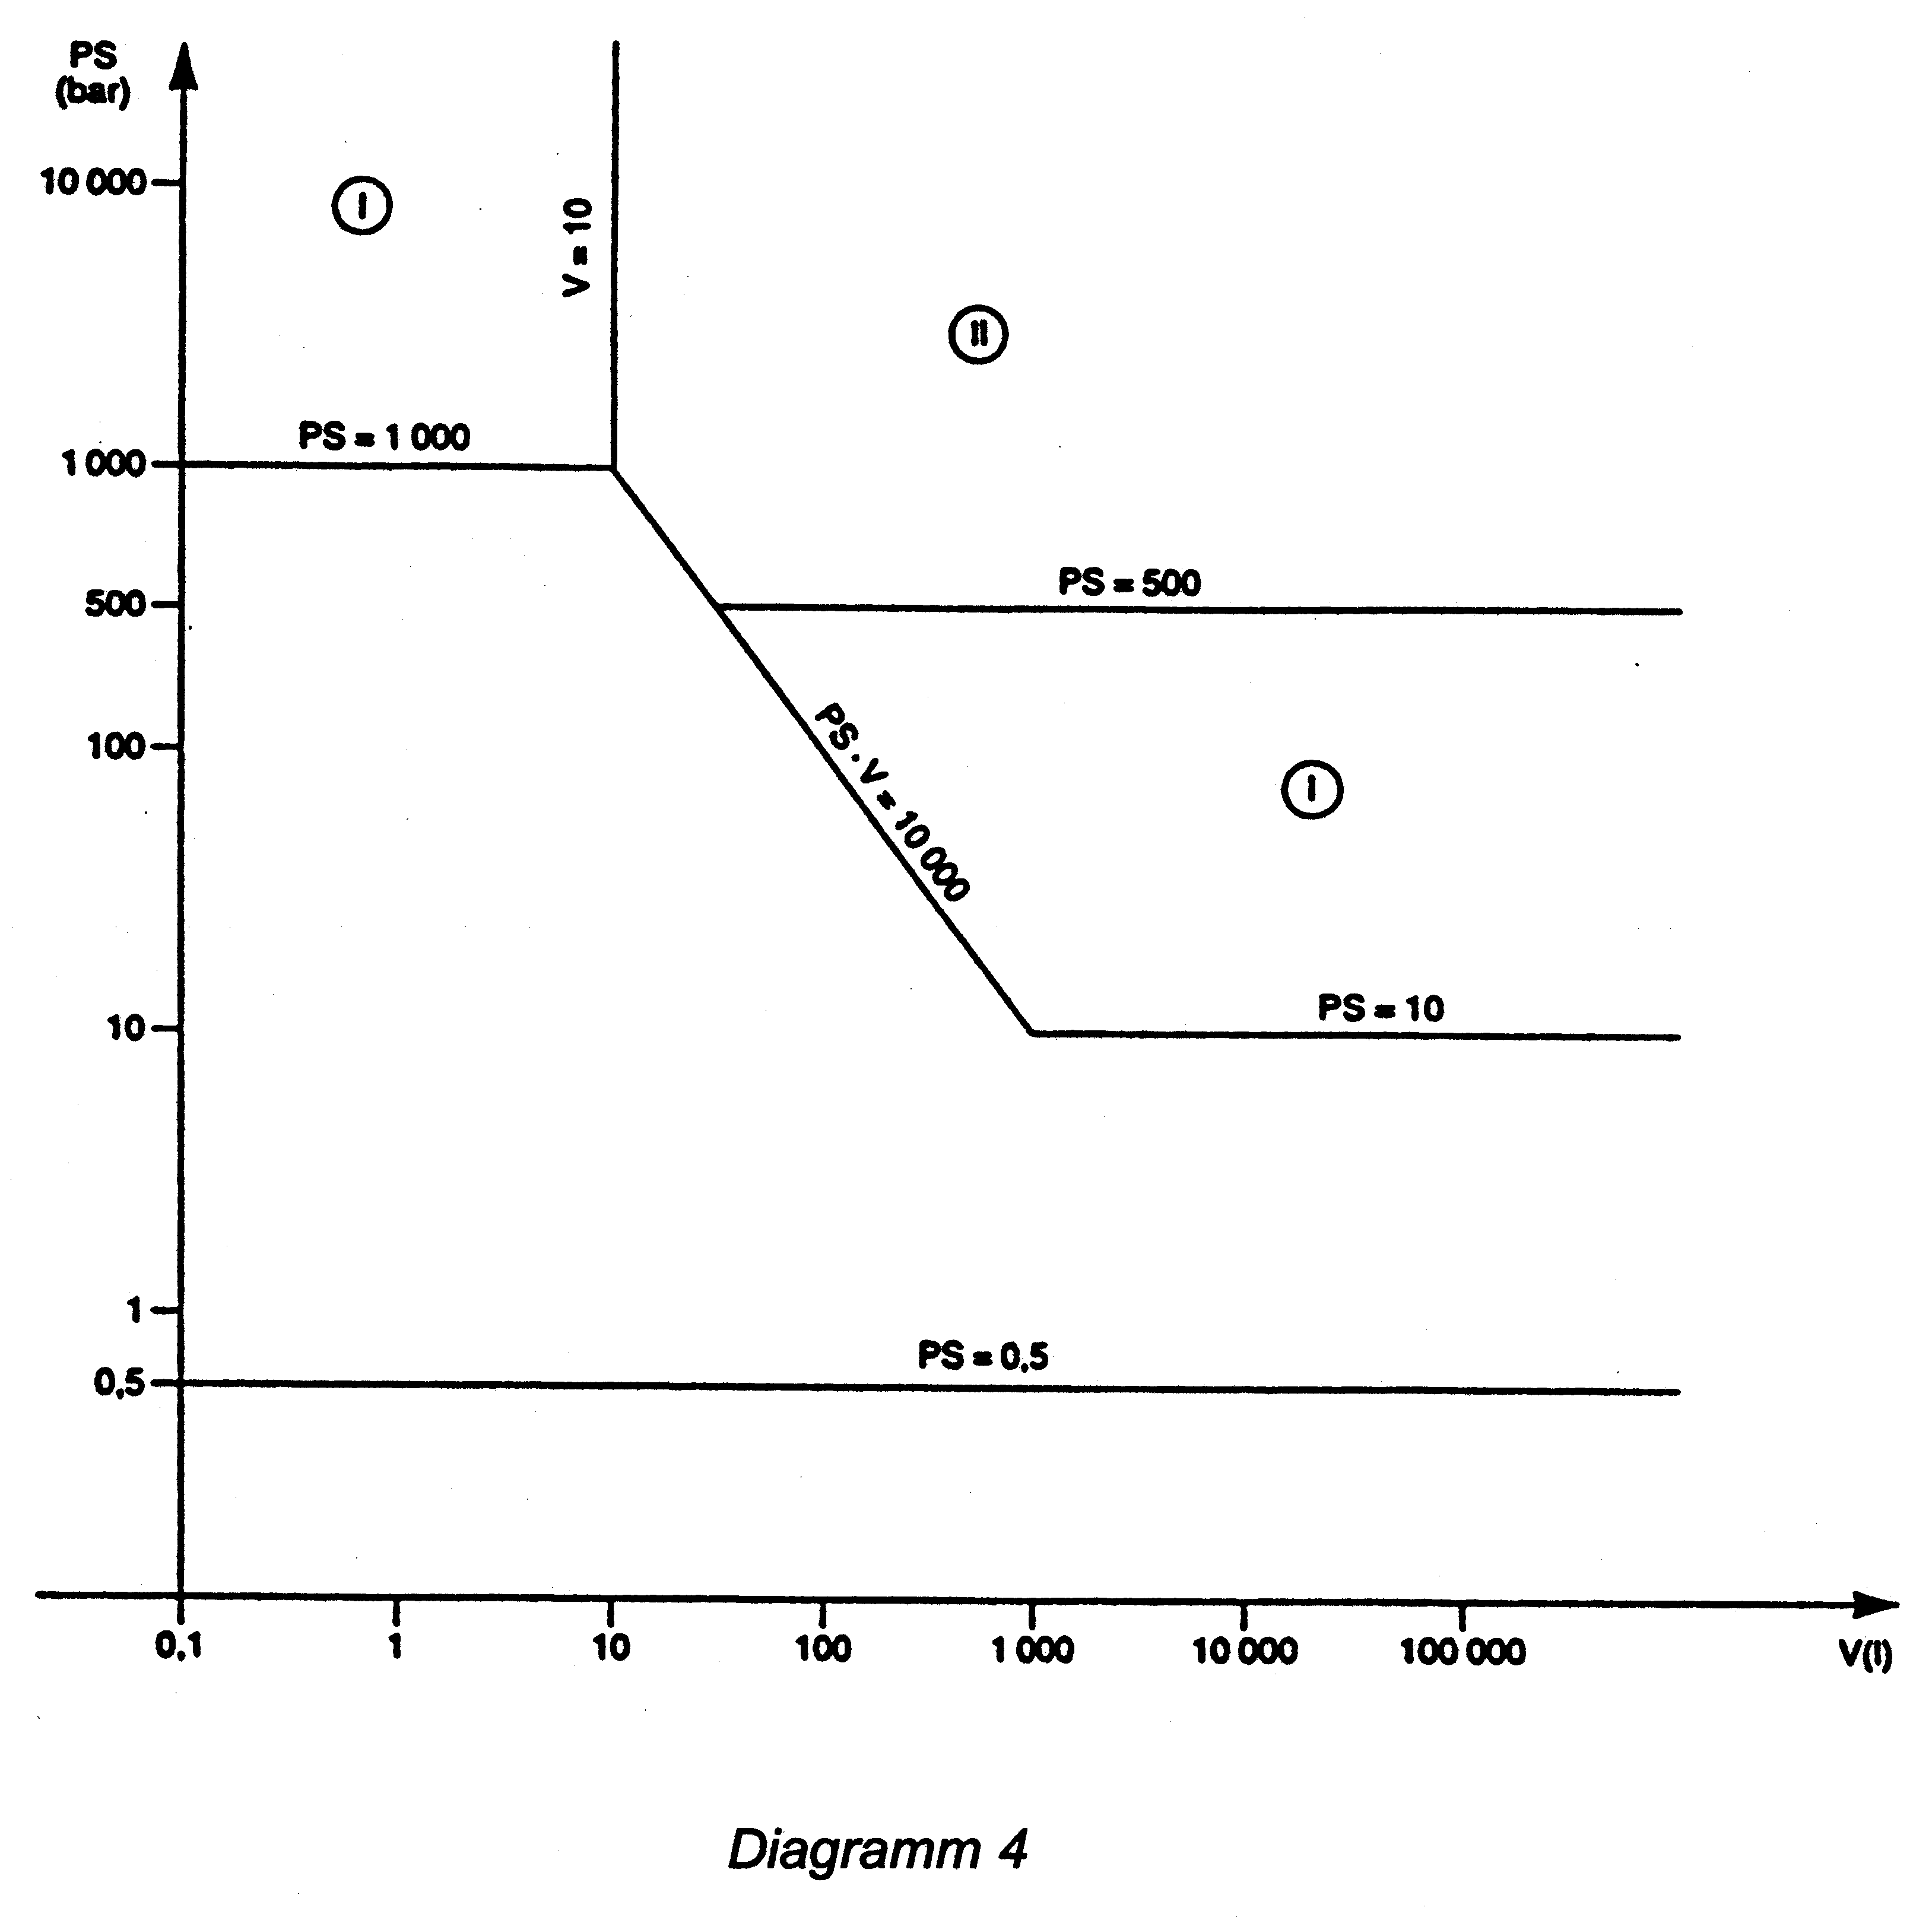 PS
(bar)
10 000
I
V = 10
II
PS = 1 000
1 000
PS = 500
500
100
PS · V = 10 000
I
PS = 10
10
1
PS = 0,5
0,5
0,1 1 10 100 1 000 10 000 100 000 V(l)
Diagramm 4